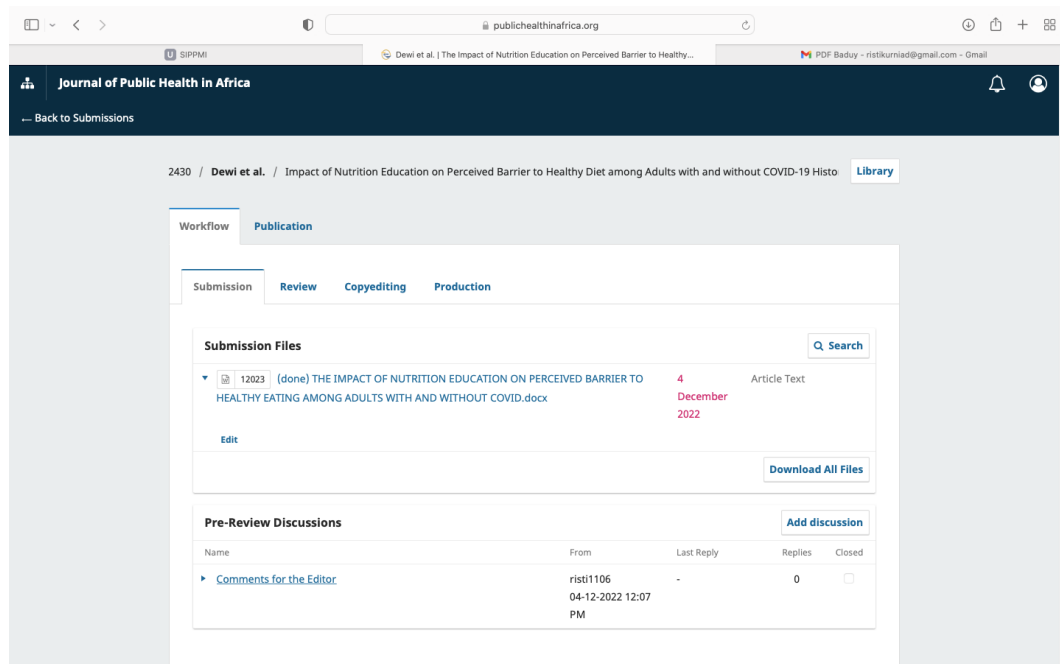 publichealthinafrica.org
U SIPPMI
Dewi et al. | The Impact of Nutrition Education on Perceived Barrier to Healthy...
PDF Baduy - ristikurniad@gmail.com - Gmail
Journal of Public Health in Africa
← Back to Submissions
2430 / Dewi et al. / Impact of Nutrition Education on Perceived Barrier to Healthy Diet among Adults with and without COVID-19 Histo
Library
Workflow
Publication
Submission
Review
Copyediting
Production
Submission Files
Search
12023 (done) THE IMPACT OF NUTRITION EDUCATION ON PERCEIVED BARRIER TO
HEALTHY EATING AMONG ADULTS WITH AND WITHOUT COVID.docx
4
December
2022
Article Text
Edit
Download All Files
Pre-Review Discussions
Add discussion
Name From Last Reply Replies Closed
Comments for the Editor
risti1106
04-12-2022 12:07
PM
-
0